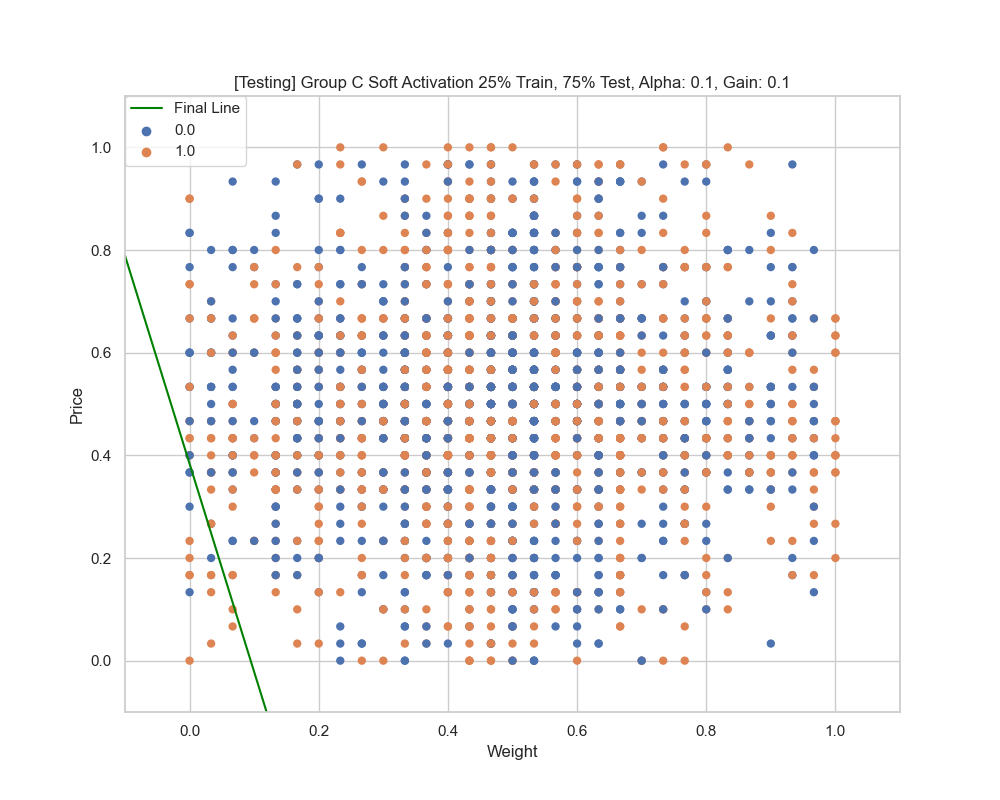 [Testing] Group C Soft Activation 25% Train, 75% Test, Alpha: 0.1, Gain: 0.1
Final Line
0.0
1.0
1.0
0.8
0.6
0.4
0.2
0.0
Price
0.0 0.2 0.4 0.6 0.8 1.0
Weight